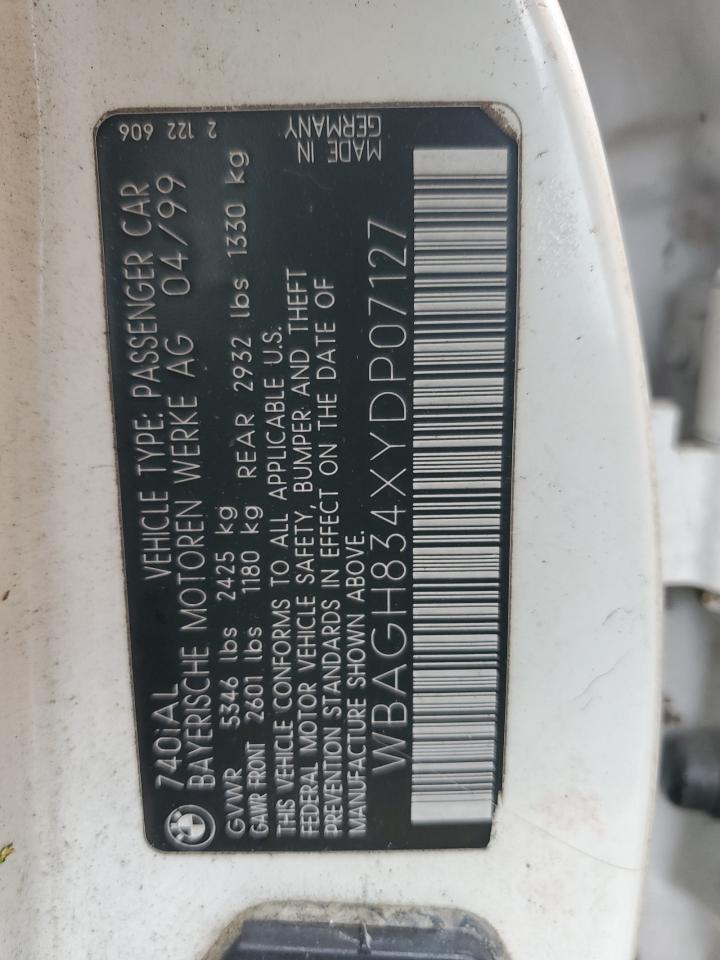 740iAL VEHICLE TYPE: PASSENGER CAR 2 122 606
BAYERISCHE MOTOREN WERKE AG 04/99
GVWR 5346 lbs 2425 kg
GAWR FRONT 2601 lbs 1180 kg REAR 2932 lbs 1330 kg
THIS VEHICLE CONFORMS TO ALL APPLICABLE U.S.
FEDERAL MOTOR VEHICLE SAFETY, BUMPER AND THEFT
PREVENTION STANDARDS IN EFFECT ON THE DATE OF
MANUFACTURE SHOWN ABOVE.
MADE IN
GERMANY
WBAGH834XYDP07127